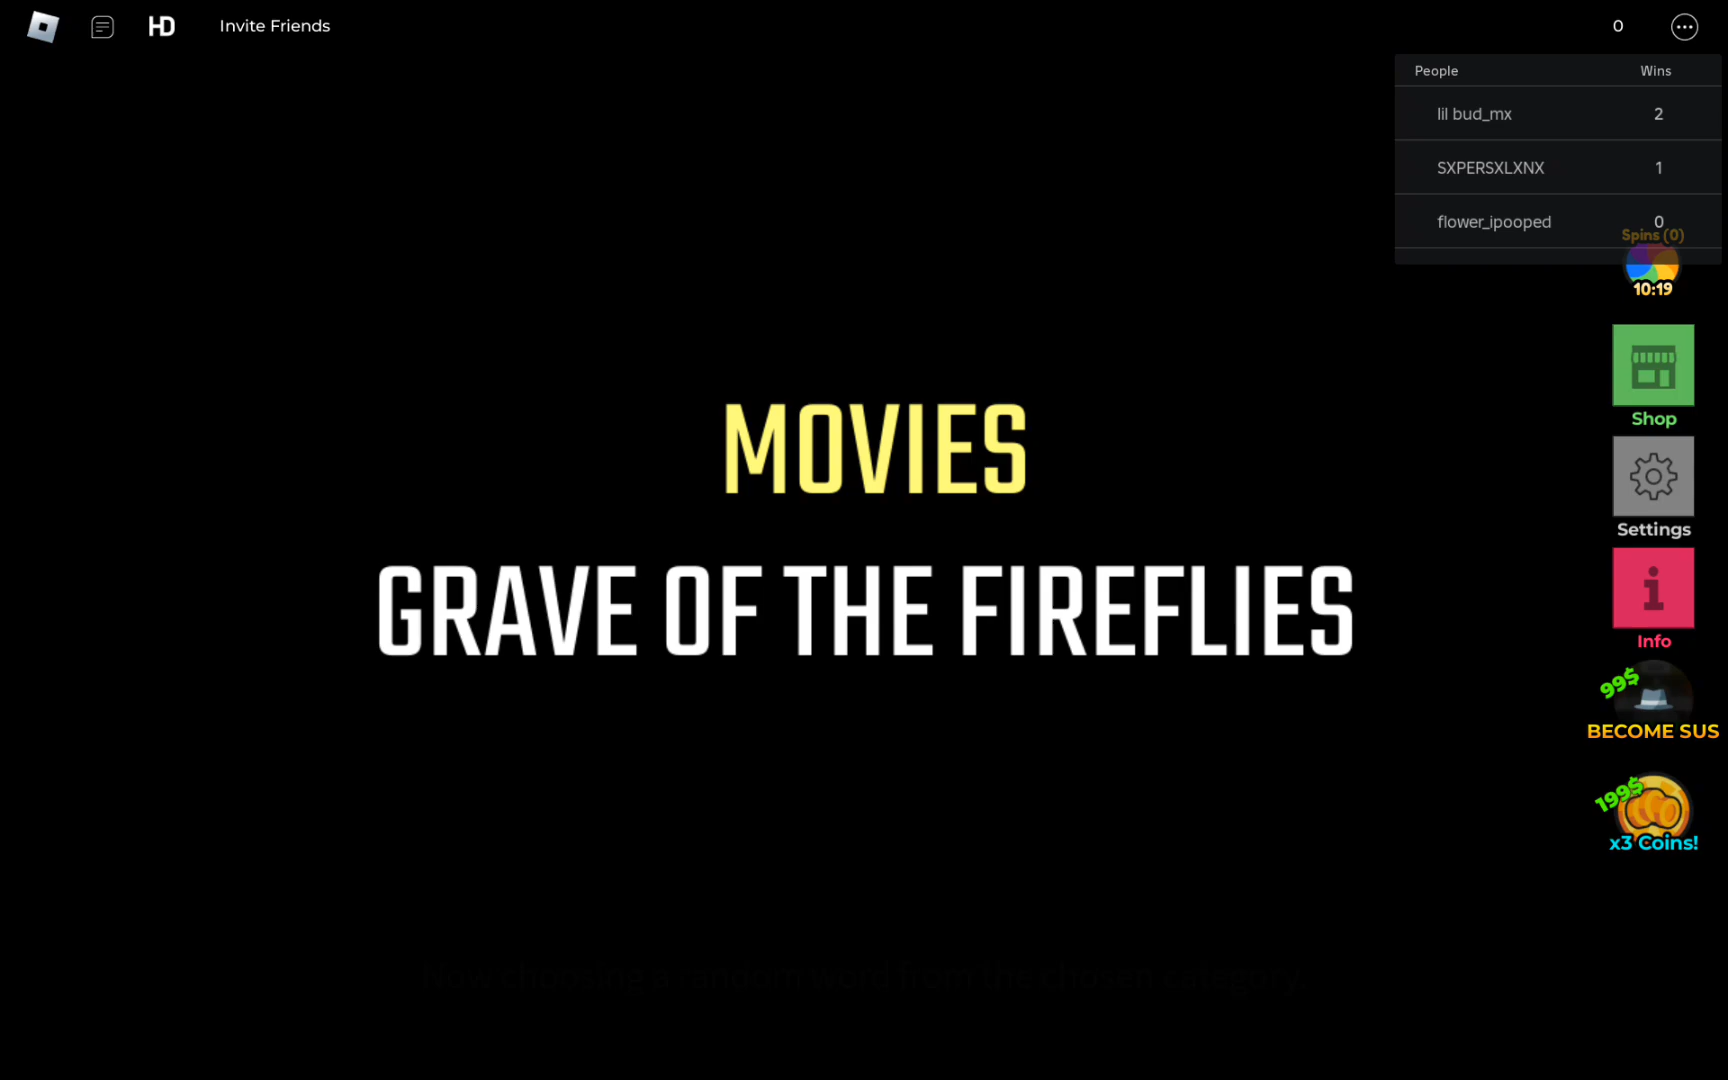 HD
Invite Friends
0
People Wins
lil bud_mx 2
SXPERSXLXNX 1
flower_ipooped 0
Spins (0)
10:19
Shop
Settings
Info
99$
BECOME SUS
199$
x3 Coins!
MOVIES
GRAVE OF THE FIREFLIES
Now choosing a random word from the chosen category.